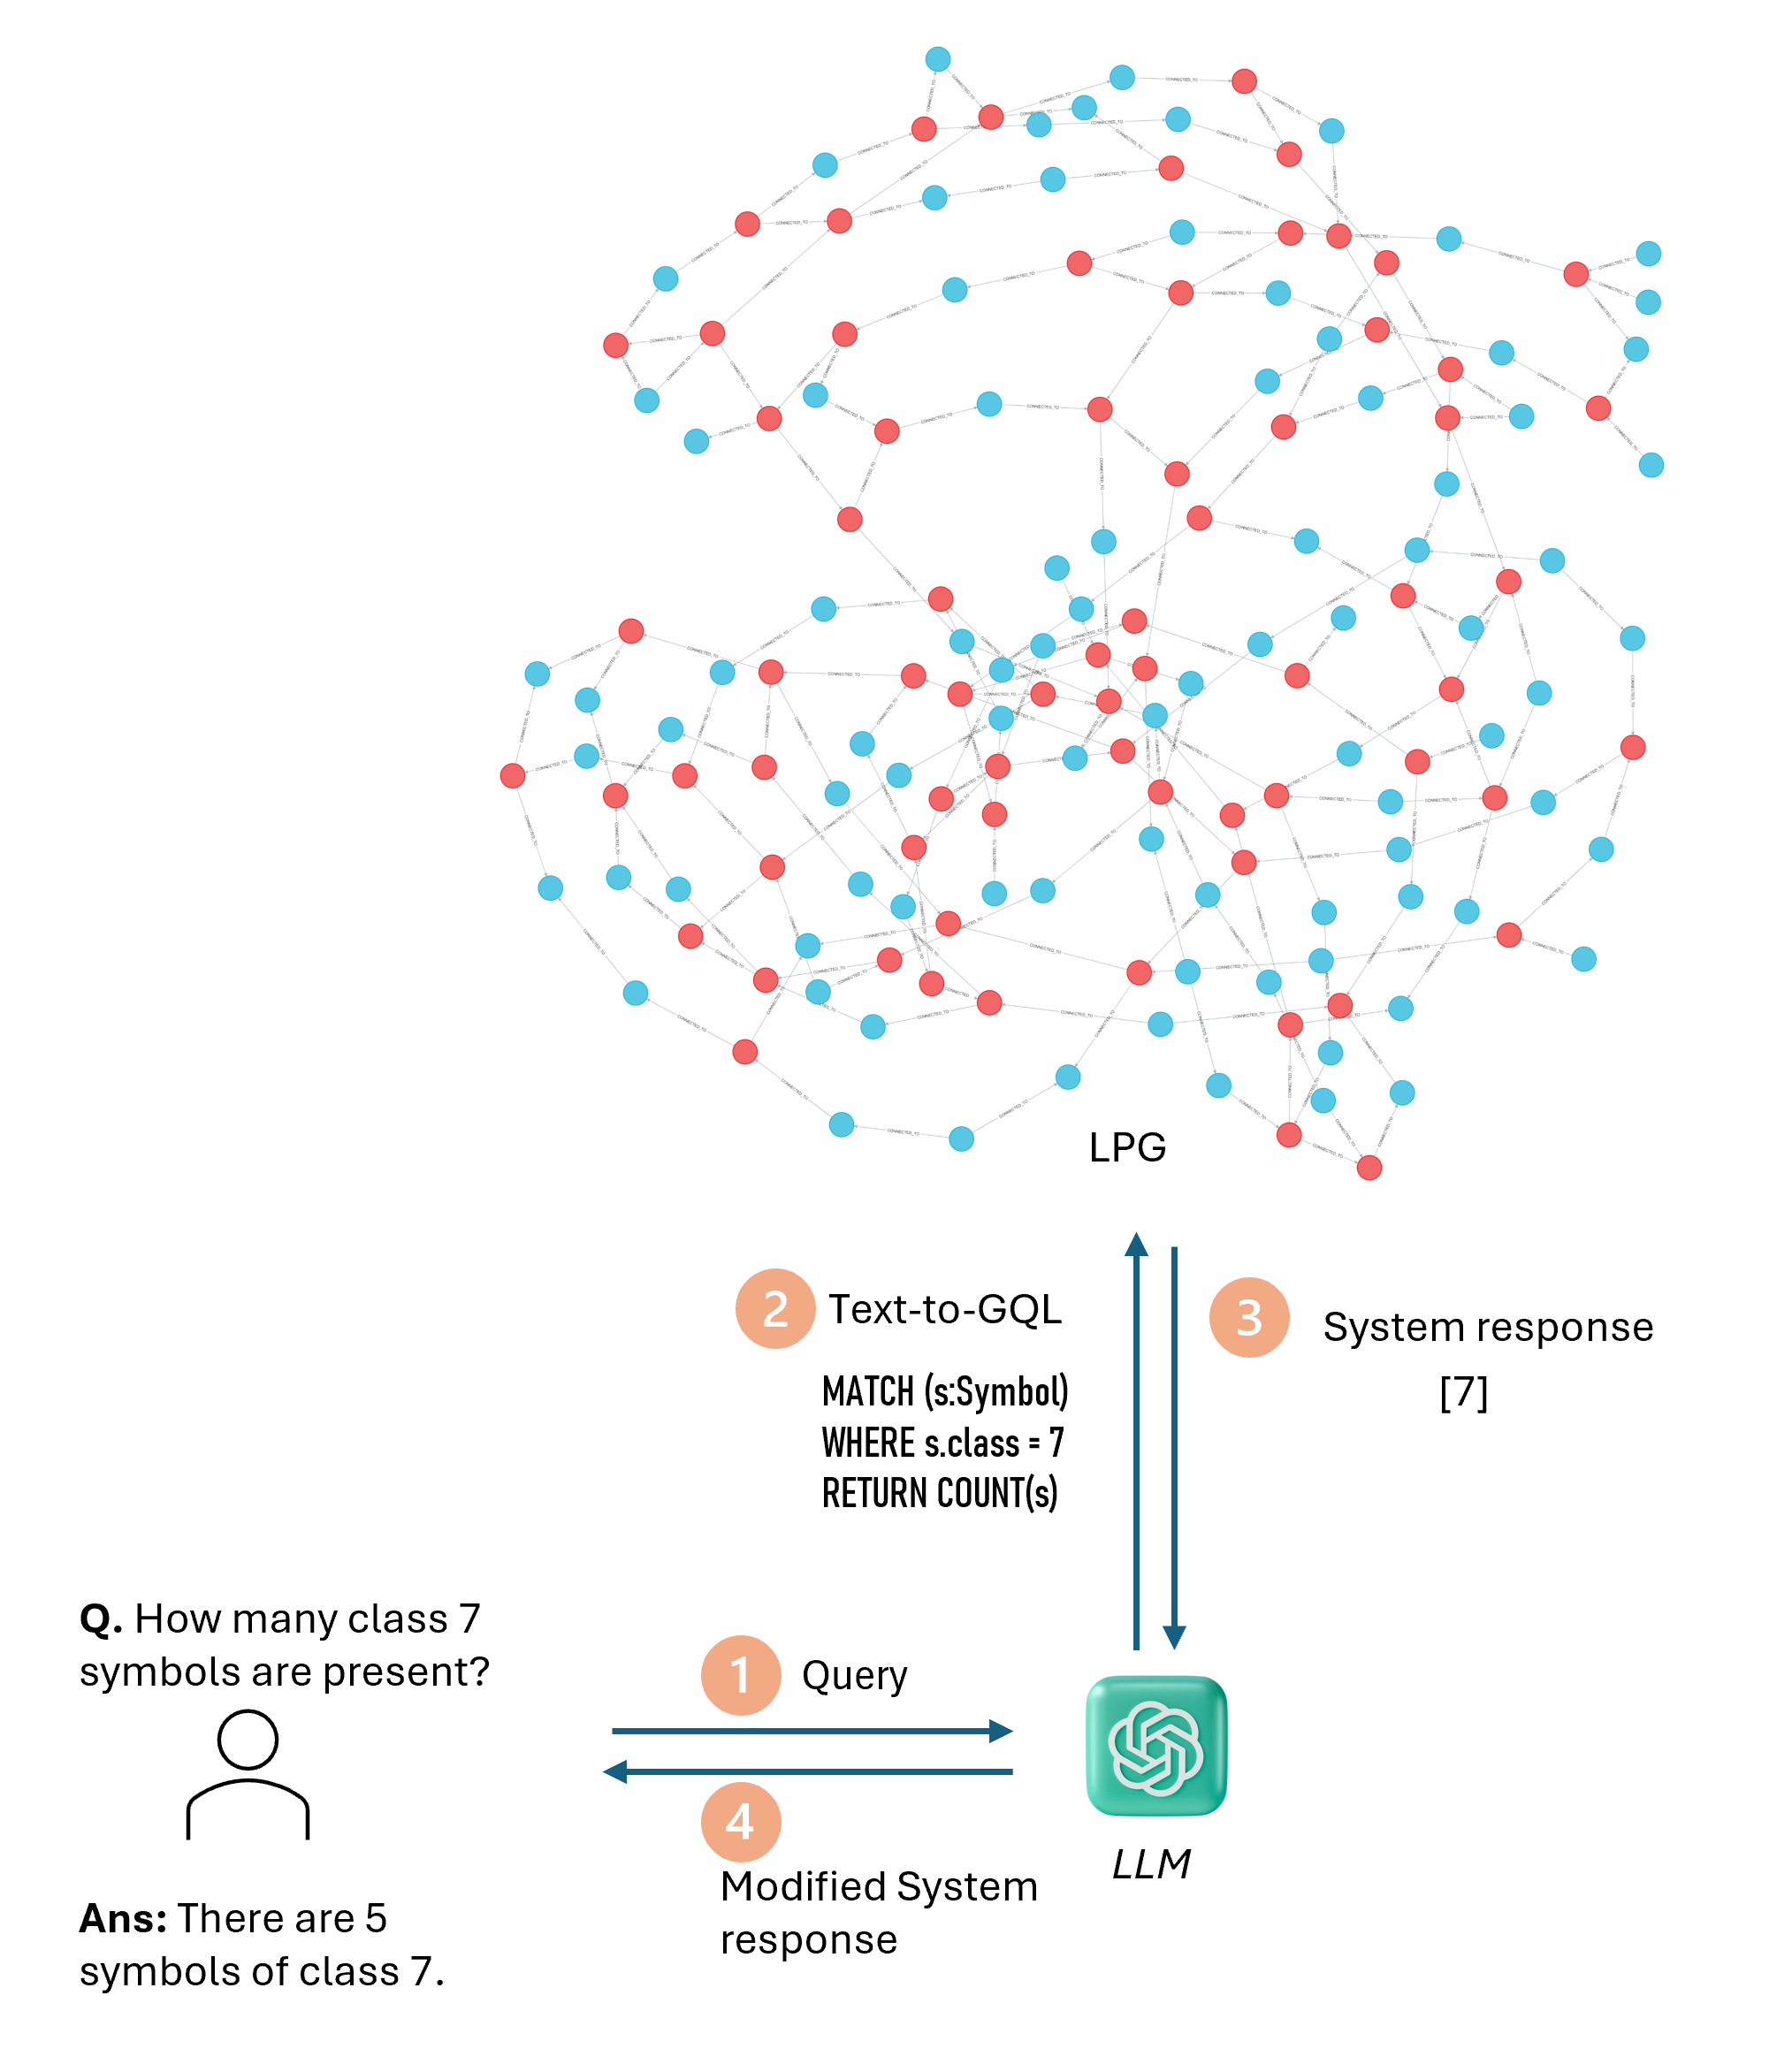 CONNECTED_TO
LPG
2
Text-to-GQL
MATCH (s:Symbol)
WHERE s.class = 7
RETURN COUNT(s)
3
System response
[7]
Q. How many class 7
symbols are present?
1
Query
4
Modified System
response
LLM
Ans: There are 5
symbols of class 7.